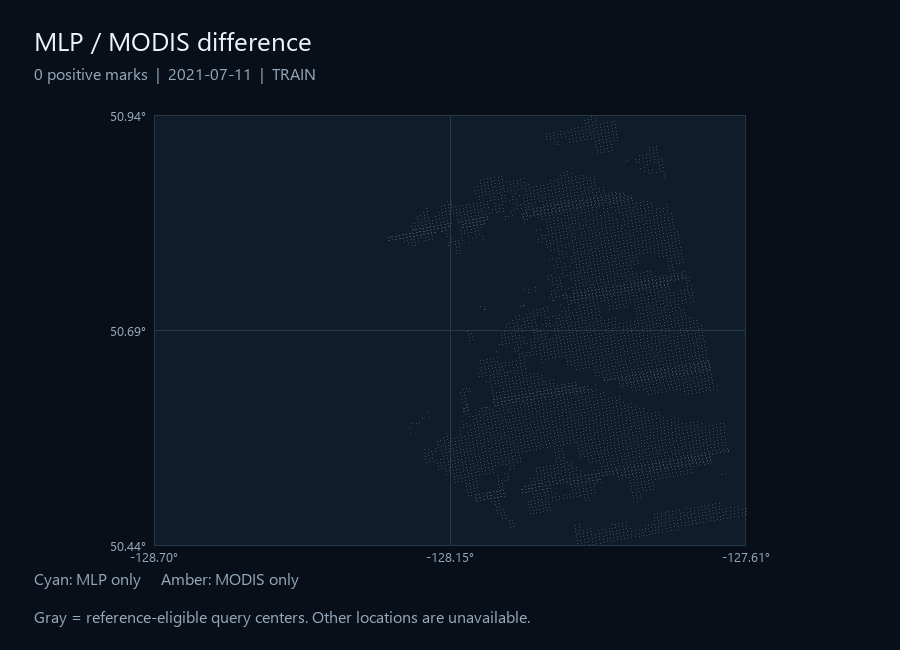 MLP / MODIS difference
0 positive marks | 2021-07-11 | TRAIN
50.94°
50.69°
50.44°
-128.70° -128.15° -127.61°
Cyan: MLP only Amber: MODIS only
Gray = reference-eligible query centers. Other locations are unavailable.